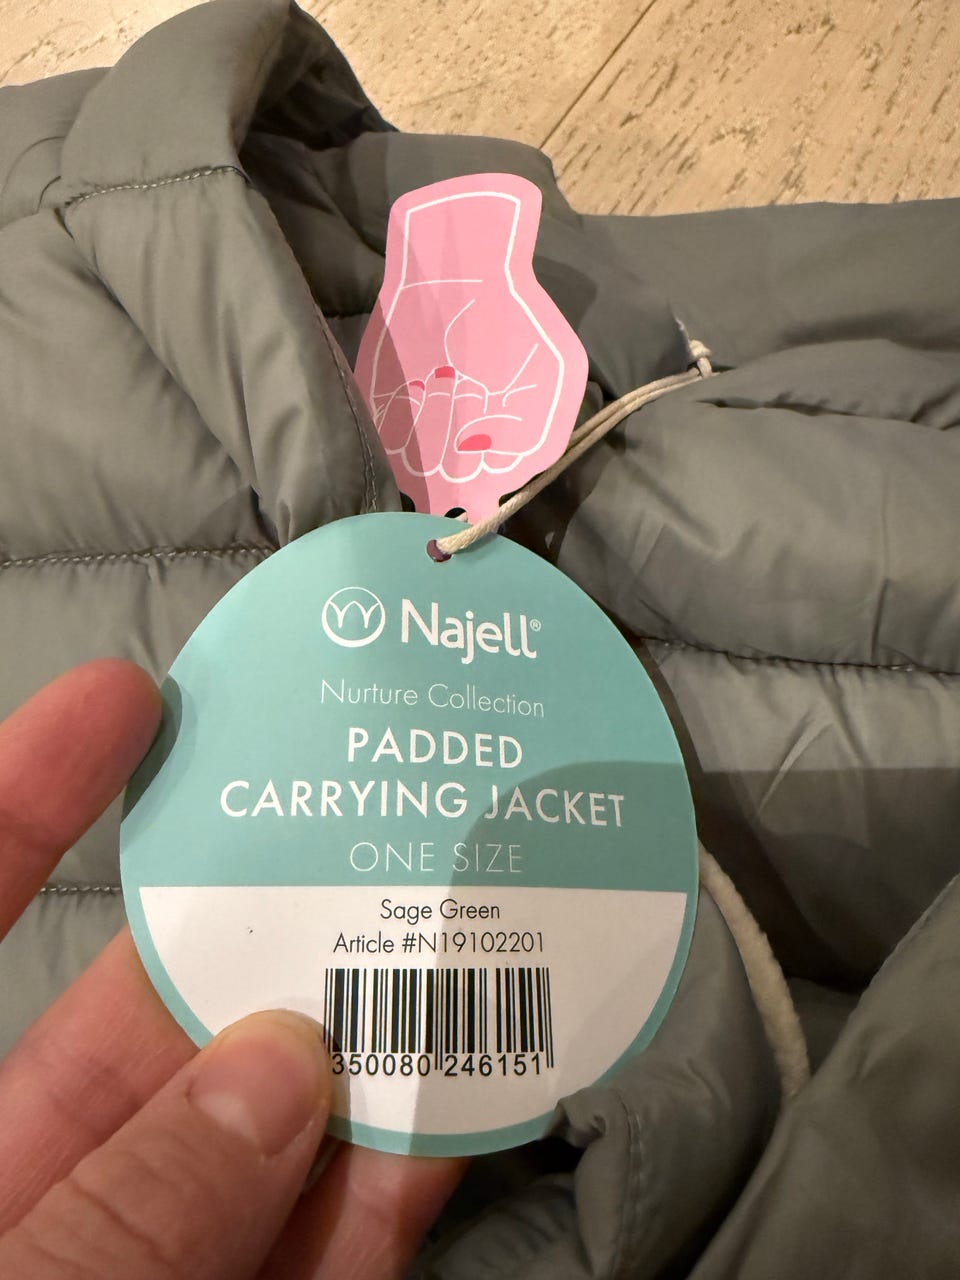 Najell®
Nurture Collection
PADDED
CARRYING JACKET
ONE SIZE
Sage Green
Article #N19102201
350080 246151